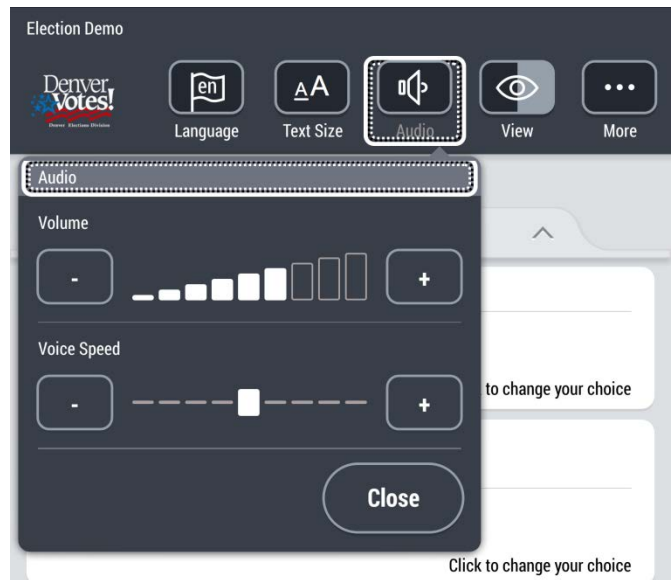 Election Demo
Denver
Votes!
Denver Elections Division
en
AA
Language
Text Size
Audio
View
More
Audio
Volume
-
+
Voice Speed
-
+
to change your choice
Close
Click to change your choice